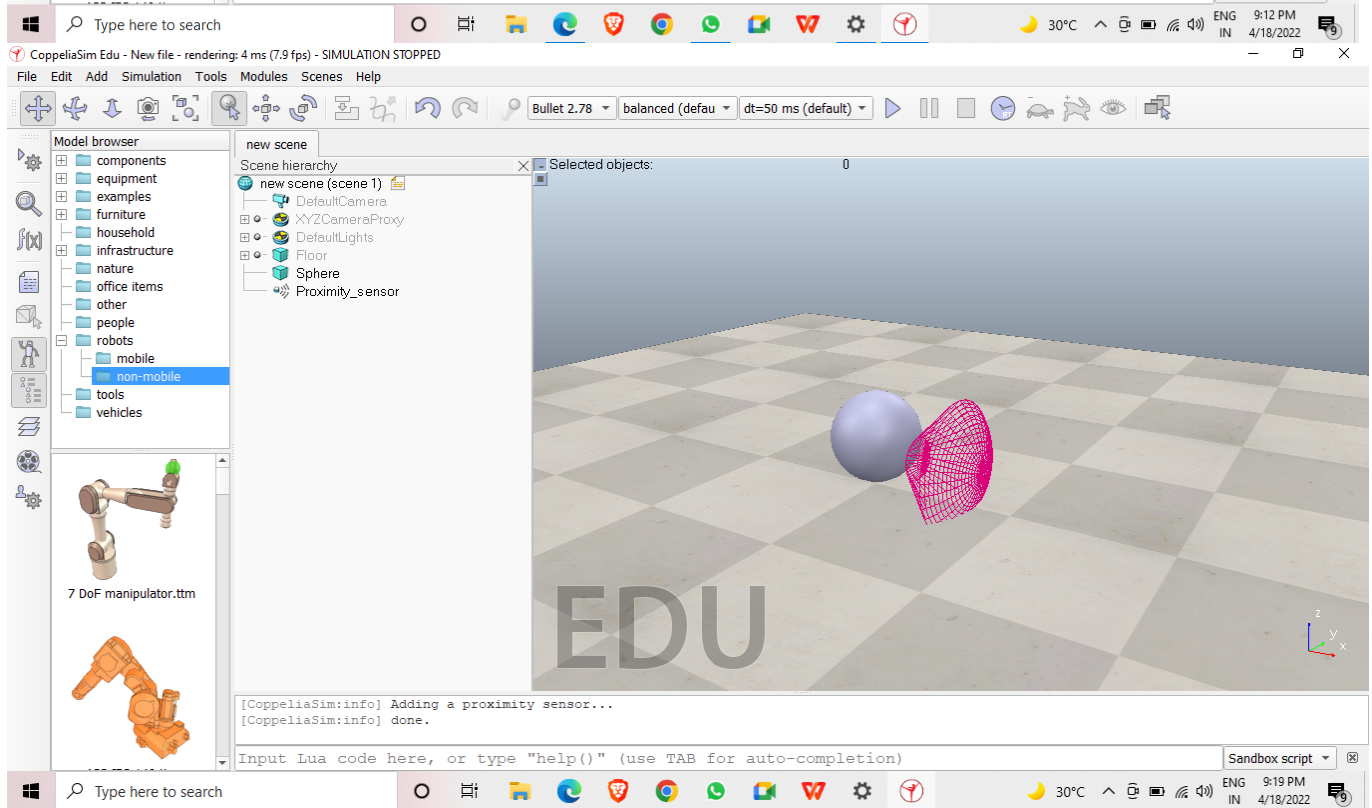 Type here to search
30°C
ENG
IN
9:12 PM
4/18/2022
9
CoppeliaSim Edu - New file - rendering: 4 ms (7.9 fps) - SIMULATION STOPPED
File Edit Add Simulation Tools Modules Scenes Help
Bullet 2.78
balanced (defau
dt=50 ms (default)
RT
f(x)
Model browser
components
equipment
examples
furniture
household
infrastructure
nature
office items
other
people
robots
mobile
non-mobile
tools
vehicles
7 DoF manipulator.ttm
new scene
Scene hierarchy
new scene (scene 1)
DefaultCamera
XYZCameraProxy
DefaultLights
Floor
Sphere
Proximity_sensor
Selected objects: 0
EDU
z
y
x
[CoppeliaSim:info] Adding a proximity sensor...
[CoppeliaSim:info] done.
Input Lua code here, or type "help()" (use TAB for auto-completion)
Sandbox script
Type here to search
30°C
ENG
IN
9:19 PM
4/18/2022
9